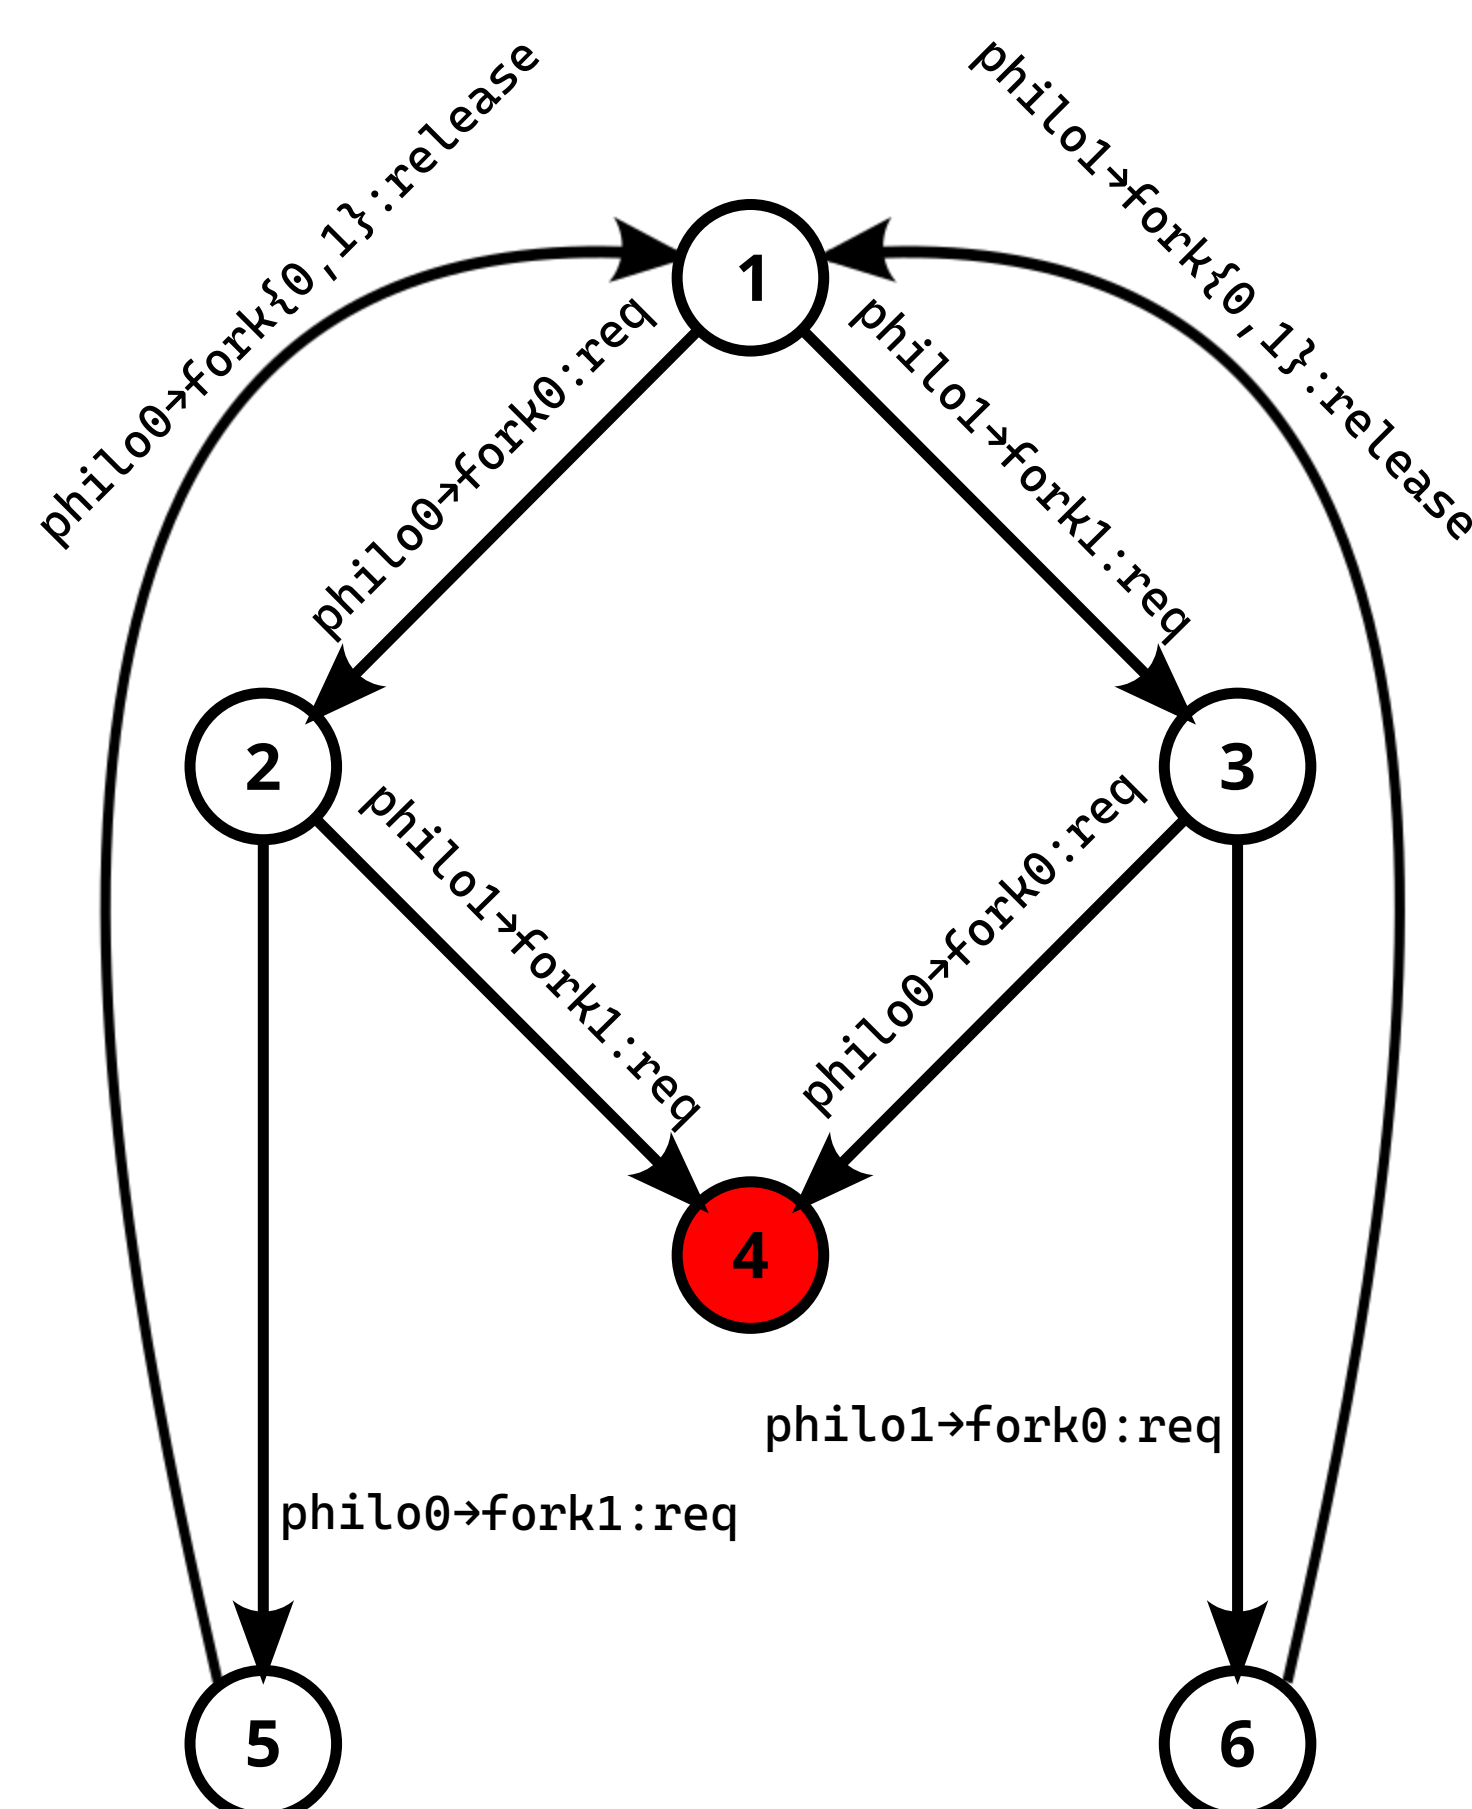 philo0→fork{0,1}:release
philo1→fork{0,1}:release
1
philo0→fork0:req
philo1→fork1:req
2
3
philo1→fork1:req
philo0→fork0:req
4
philo1→fork0:req
philo0→fork1:req
5
6